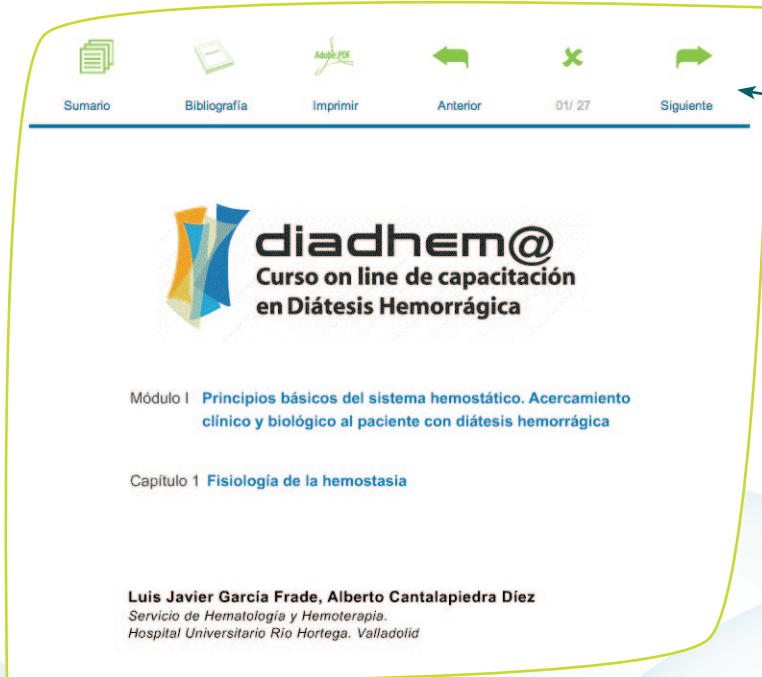 Adobe PDF
Sumario Bibliografía Imprimir Anterior 01/ 27 Siguiente
diadhem@
Curso on line de capacitación
en Diátesis Hemorrágica
Módulo I Principios básicos del sistema hemostático. Acercamiento
clínico y biológico al paciente con diátesis hemorrágica
Capítulo 1 Fisiología de la hemostasia
Luis Javier García Frade, Alberto Cantalapiedra Díez
Servicio de Hematología y Hemoterapia.
Hospital Universitario Río Hortega. Valladolid